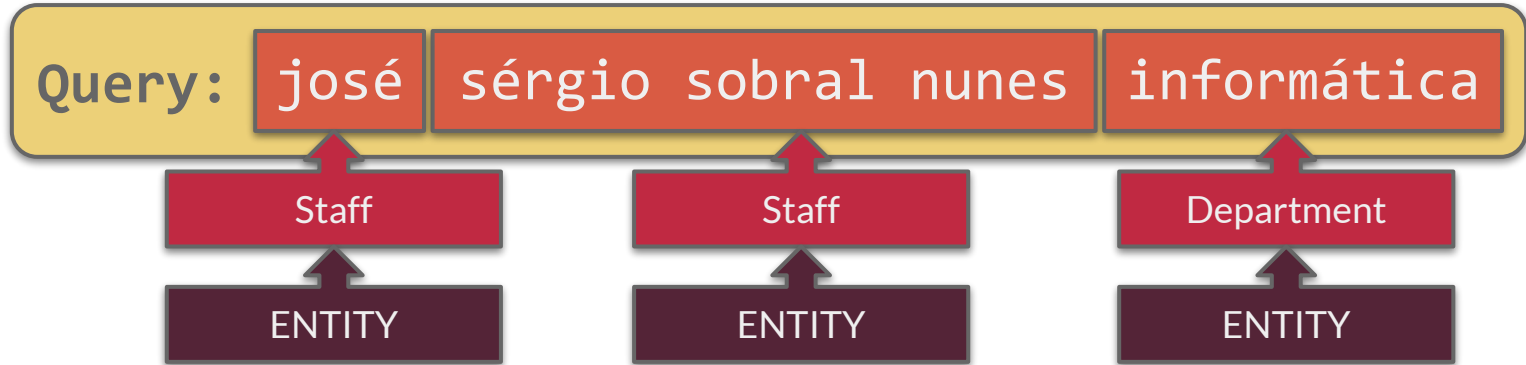 Query: josé sérgio sobral nunes informática
Staff Staff Department
ENTITY ENTITY ENTITY